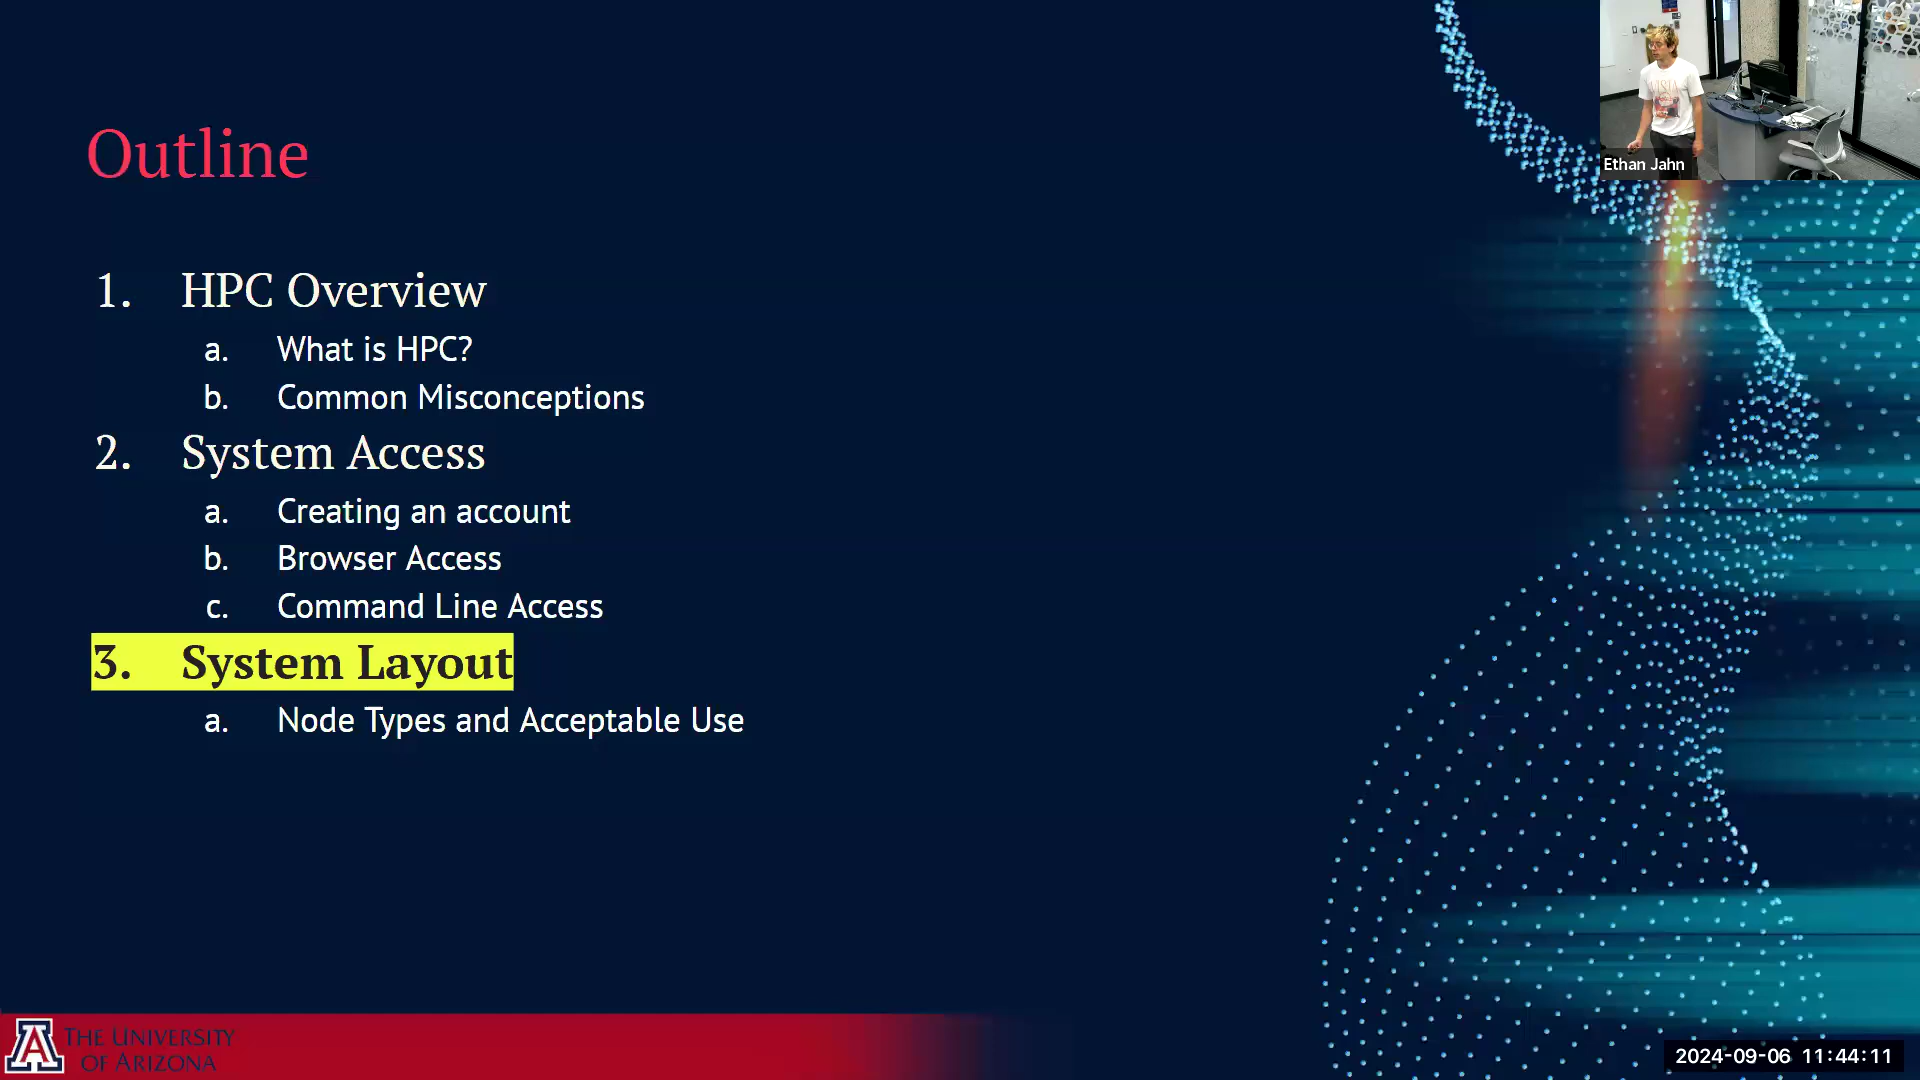 Outline
1. HPC Overview
a. What is HPC?
b. Common Misconceptions
2. System Access
a. Creating an account
b. Browser Access
c. Command Line Access
3. System Layout
a. Node Types and Acceptable Use
Ethan Jahn
A
THE UNIVERSITY
OF ARIZONA
2024-09-06 11:44:11